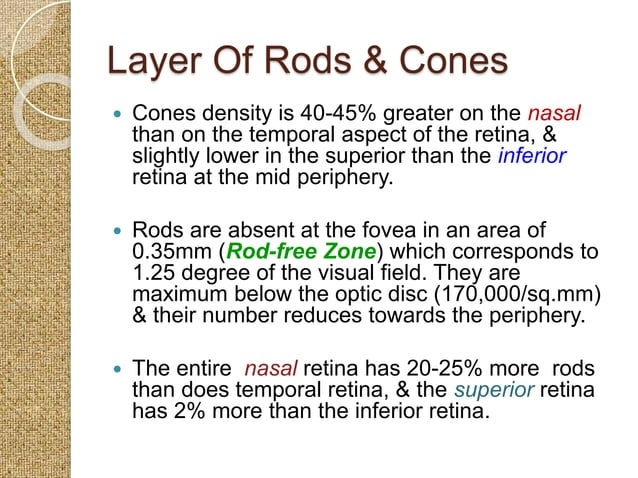 Layer Of Rods & Cones
• Cones density is 40-45% greater on the nasal
than on the temporal aspect of the retina, &
slightly lower in the superior than the inferior
retina at the mid periphery.
• Rods are absent at the fovea in an area of
0.35mm (Rod-free Zone) which corresponds to
1.25 degree of the visual field. They are
maximum below the optic disc (170,000/sq.mm)
& their number reduces towards the periphery.
• The entire nasal retina has 20-25% more rods
than does temporal retina, & the superior retina
has 2% more than the inferior retina.